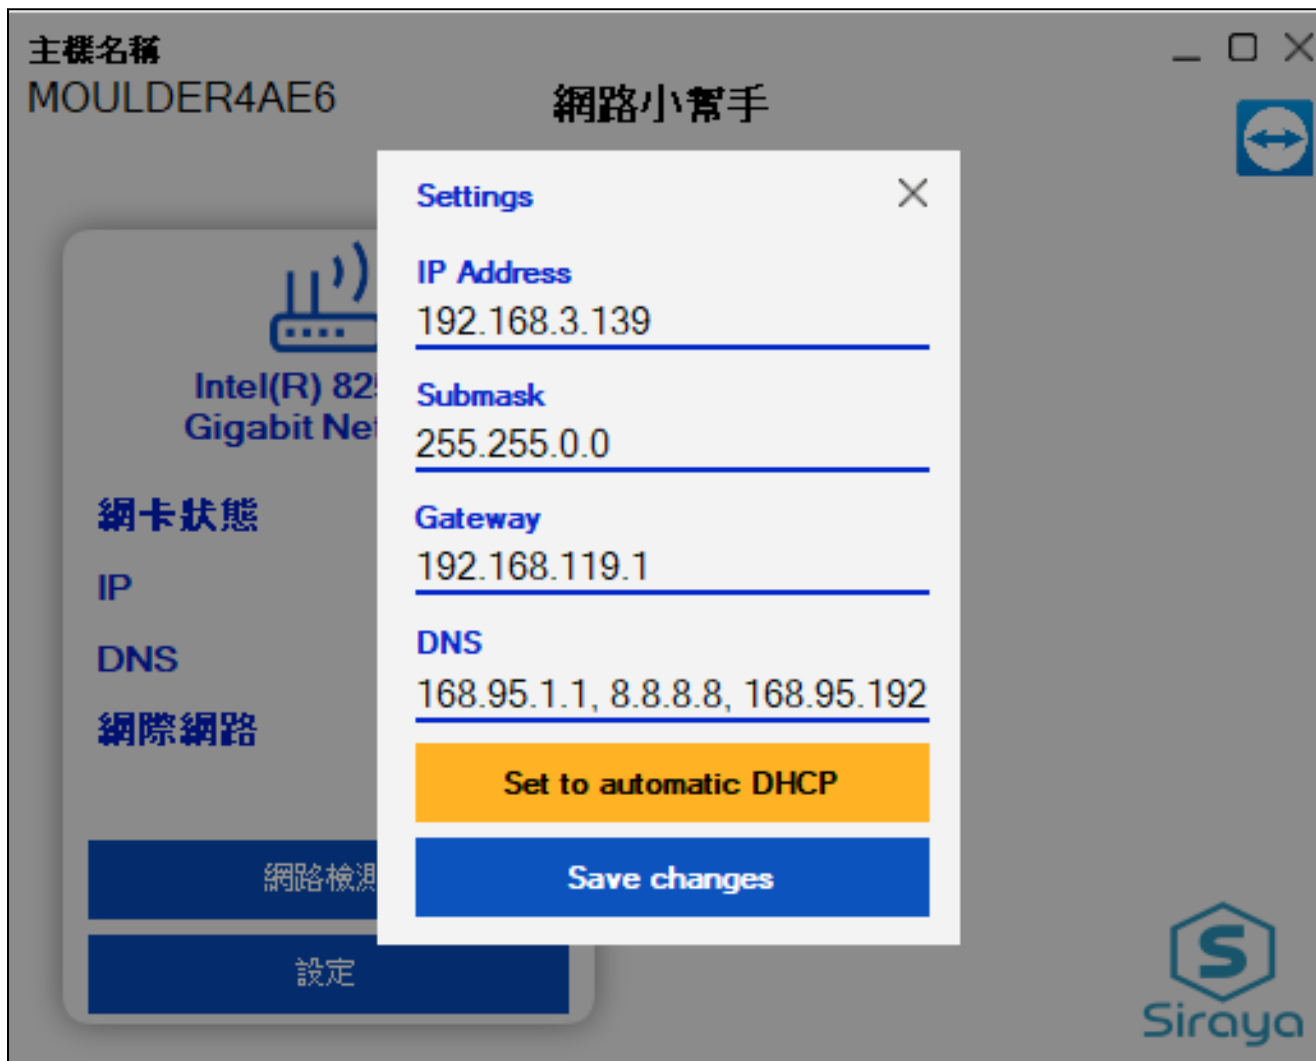 主機名稱
MOULDER4AE6
網路小幫手
Settings
IP Address
192.168.3.139
Intel(R) 82
Submask
Gigabit Ne
255.255.0.0
網卡狀態
Gateway
192.168.119.1
IP
DNS
DNS
168.95.1.1, 8.8.8.8, 168.95.192
網際網路
Set to automatic DHCP
網路檢測
Save changes
設定
Siraya